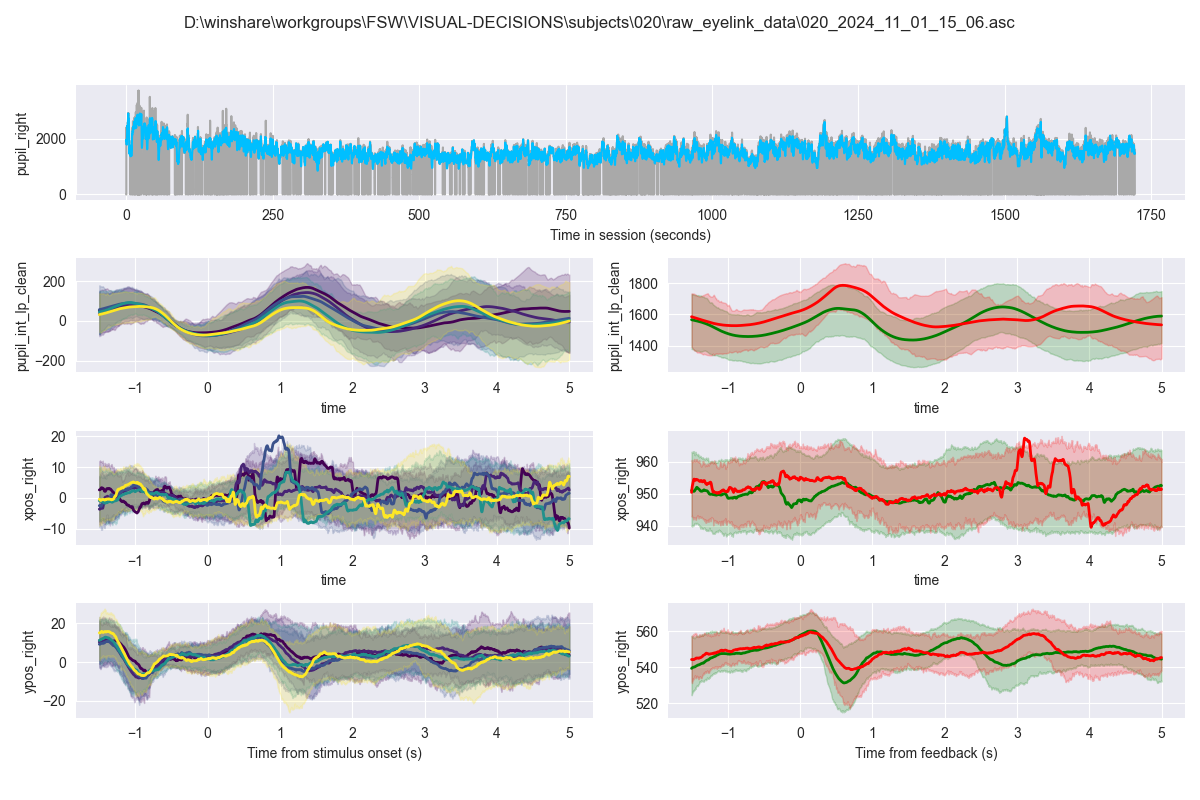 D:\winshare\workgroups\FSW\VISUAL-DECISIONS\subjects\020\raw_eyelink_data\020_2024_11_01_15_06.asc
pupil_right
2000
0
0 250 500 750 1000 1250 1500 1750
Time in session (seconds)
pupil_int_lp_clean
200
0
−200
−1 0 1 2 3 4 5
time
pupil_int_lp_clean
1800
1600
1400
−1 0 1 2 3 4 5
time
xpos_right
20
10
0
−10
−1 0 1 2 3 4 5
time
xpos_right
960
950
940
−1 0 1 2 3 4 5
time
ypos_right
20
0
−20
−1 0 1 2 3 4 5
Time from stimulus onset (s)
ypos_right
560
540
520
−1 0 1 2 3 4 5
Time from feedback (s)